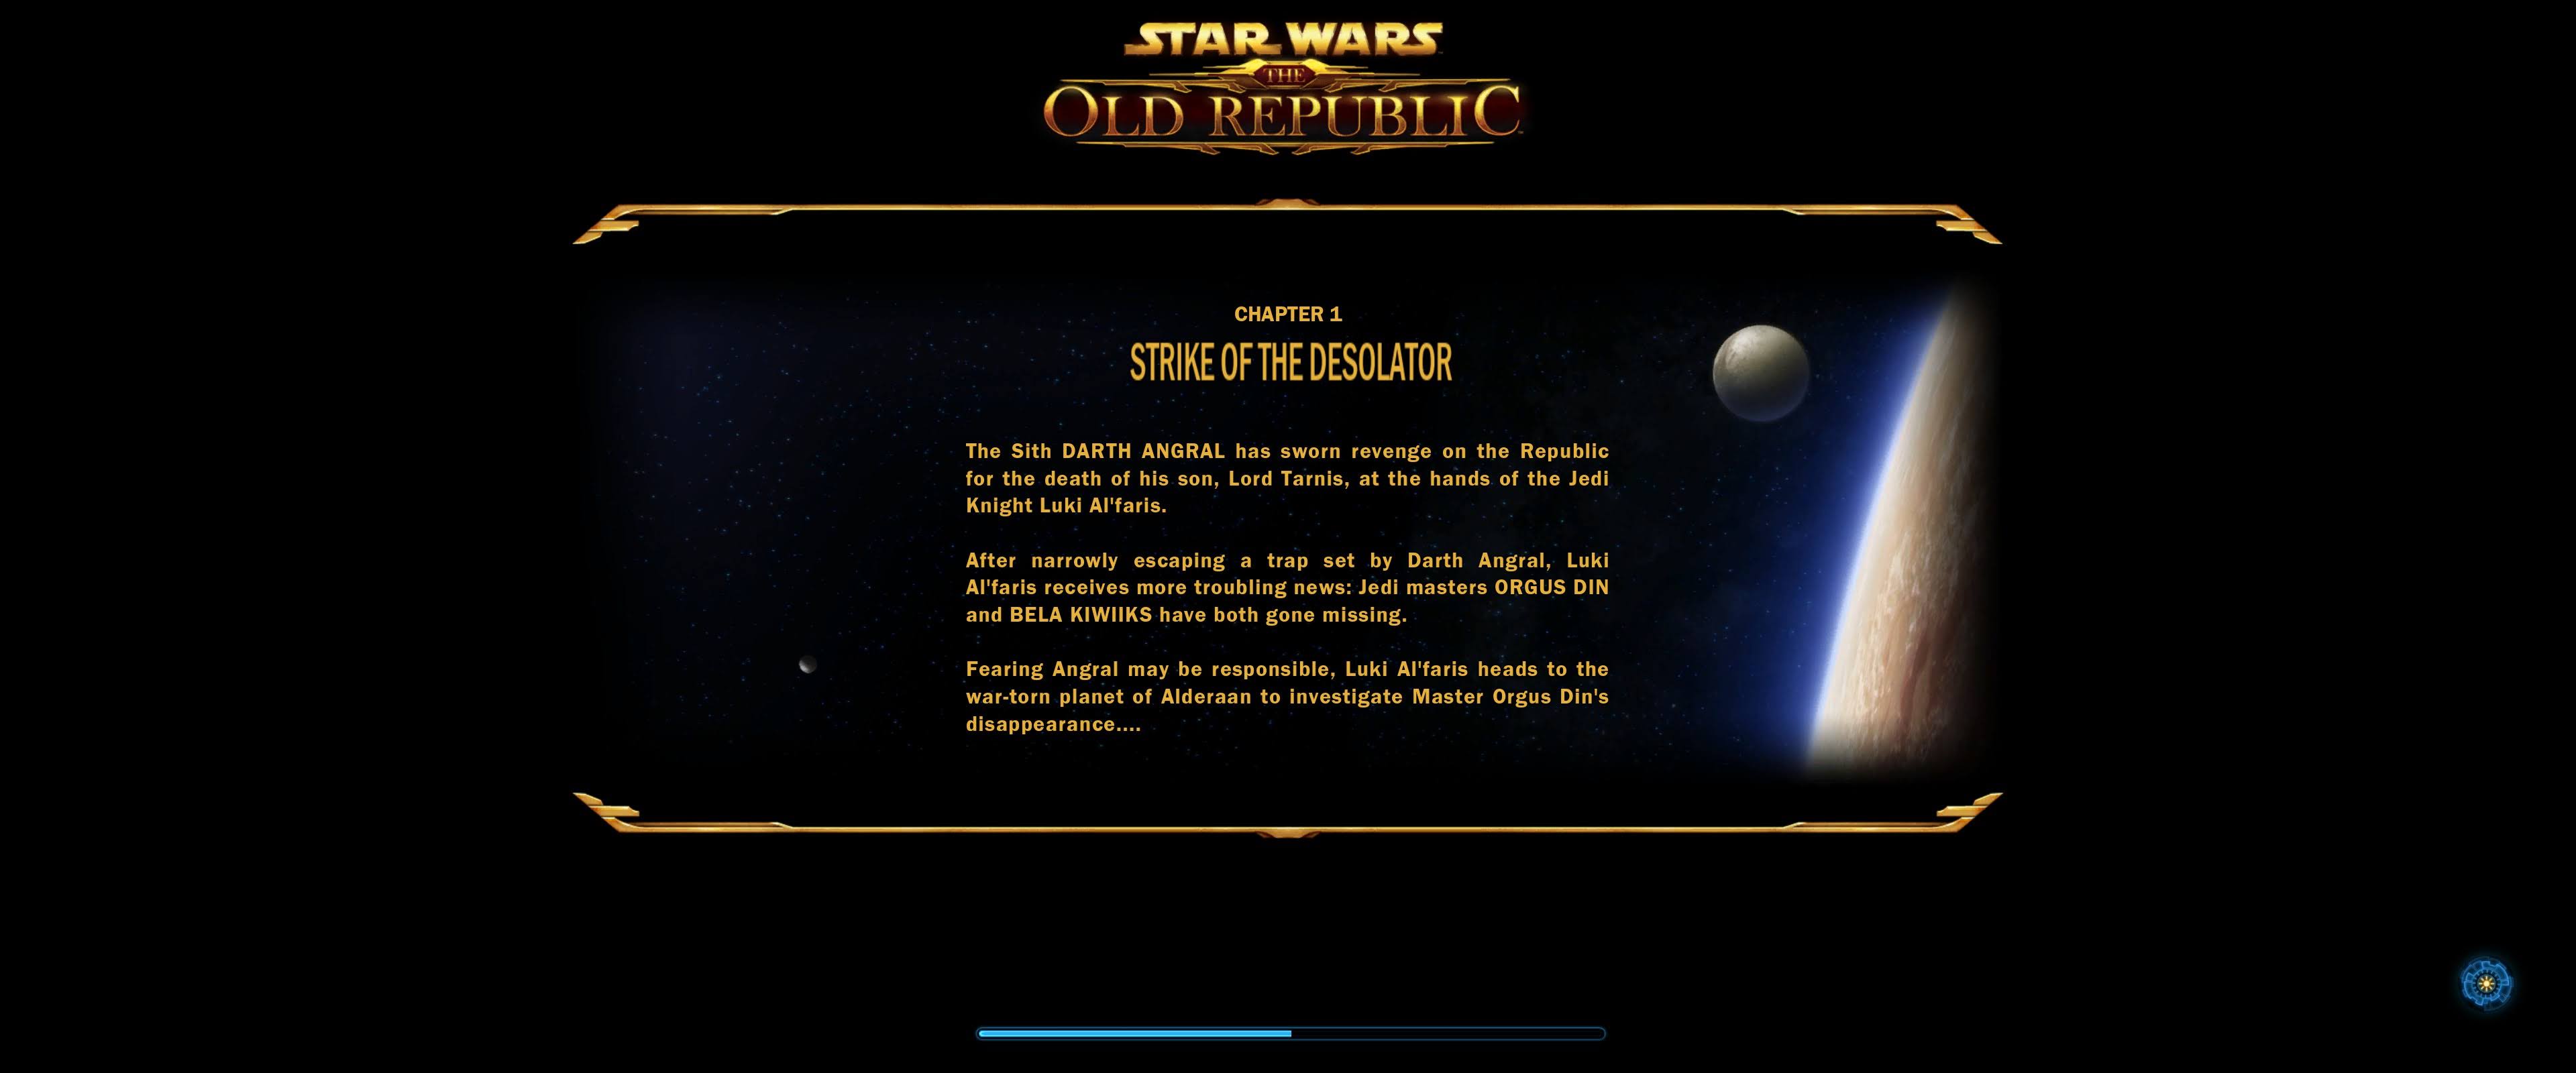 STAR WARS
THE
OLD REPUBLIC™
CHAPTER 1
STRIKE OF THE DESOLATOR
The Sith DARTH ANGRAL has sworn revenge on the Republic
for the death of his son, Lord Tarnis, at the hands of the Jedi
Knight Luki Al'faris.
After narrowly escaping a trap set by Darth Angral, Luki
Al'faris receives more troubling news: Jedi masters ORGUS DIN
and BELA KIWIIKS have both gone missing.
Fearing Angral may be responsible, Luki Al'faris heads to the
war-torn planet of Alderaan to investigate Master Orgus Din's
disappearance....